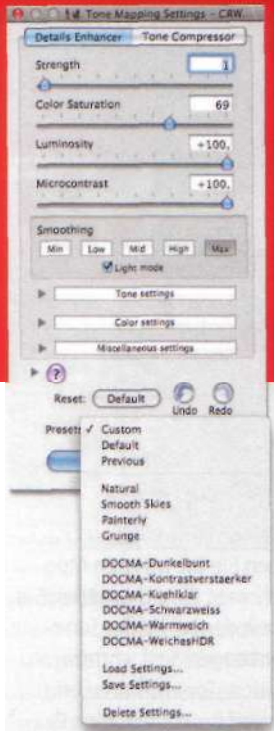 Tone Mapping Settings – CRW...
Details Enhancer Tone Compressor
Strength 1
Color Saturation 69
Luminosity +100,
Microcontrast +100,
Smoothing
Min Low Mid High Max
Light mode
Tone settings
Color settings
Miscellaneous settings
?
Reset: Default Undo Redo
Presets ✓ Custom
Default
Previous
Natural
Smooth Skies
Painterly
Grunge
DOCMA-Dunkelbunt
DOCMA-Kontrastverstaerker
DOCMA-Kuehlklar
DOCMA-Schwarzweiss
DOCMA-Warmweich
DOCMA-WeichesHDR
Load Settings...
Save Settings...
Delete Settings...